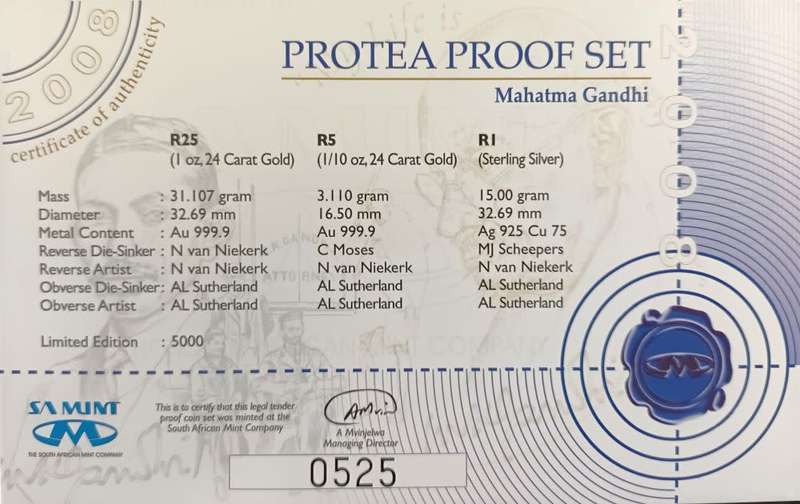 2008
certificate of authenticity
PROTEA PROOF SET
Mahatma Gandhi
R25 R5 R1
(1 oz, 24 Carat Gold) (1/10 oz, 24 Carat Gold) (Sterling Silver)
Mass : 31.107 gram 3.110 gram 15.00 gram
Diameter : 32.69 mm 16.50 mm 32.69 mm
Metal Content : Au 999.9 Au 999.9 Ag 925 Cu 75
Reverse Die-Sinker : N van Niekerk C Moses MJ Scheepers
Reverse Artist : N van Niekerk N van Niekerk N van Niekerk
Obverse Die-Sinker : AL Sutherland AL Sutherland AL Sutherland
Obverse Artist : AL Sutherland AL Sutherland AL Sutherland
Limited Edition : 5000
2008
SA MINT
THE SOUTH AFRICAN MINT COMPANY
This is to certify that this legal tender
proof coin set was minted at the
South African Mint Company
A Mvinjelwa
Managing Director
0525